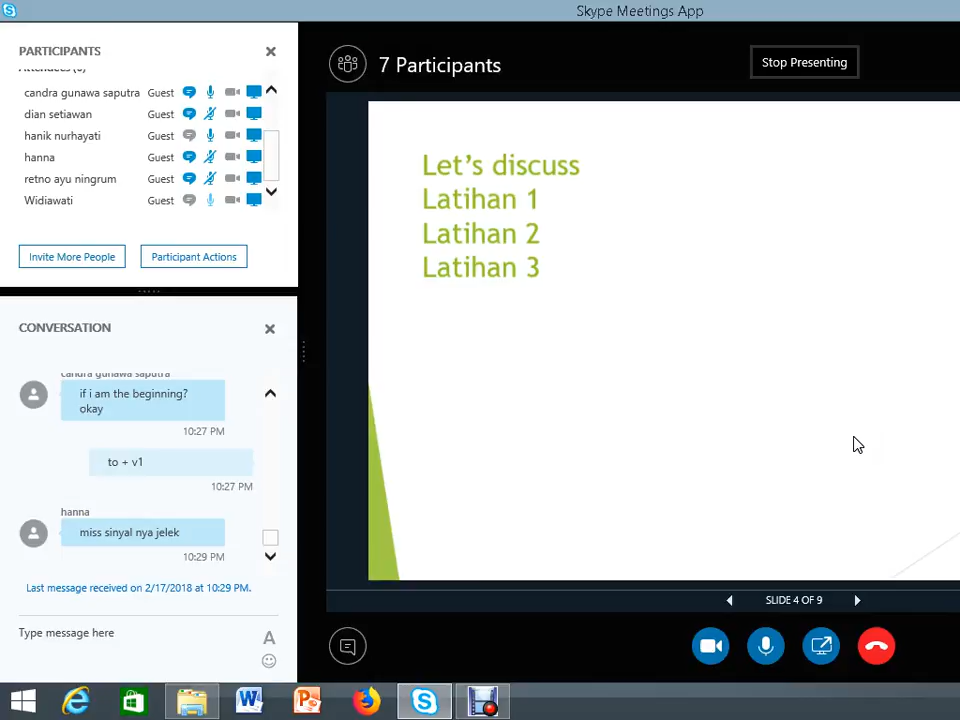 Skype Meetings App
PARTICIPANTS
Attendees (6)
candra gunawa saputra Guest
dian setiawan Guest
hanik nurhayati Guest
hanna Guest
retno ayu ningrum Guest
Widiawati Guest
Invite More People
Participant Actions
CONVERSATION
candra gunawa saputra
if i am the beginning?
okay
10:27 PM
to + v1
10:27 PM
hanna
miss sinyal nya jelek
10:29 PM
Last message received on 2/17/2018 at 10:29 PM.
Type message here
A
7 Participants
Stop Presenting
Let's discuss
Latihan 1
Latihan 2
Latihan 3
SLIDE 4 OF 9